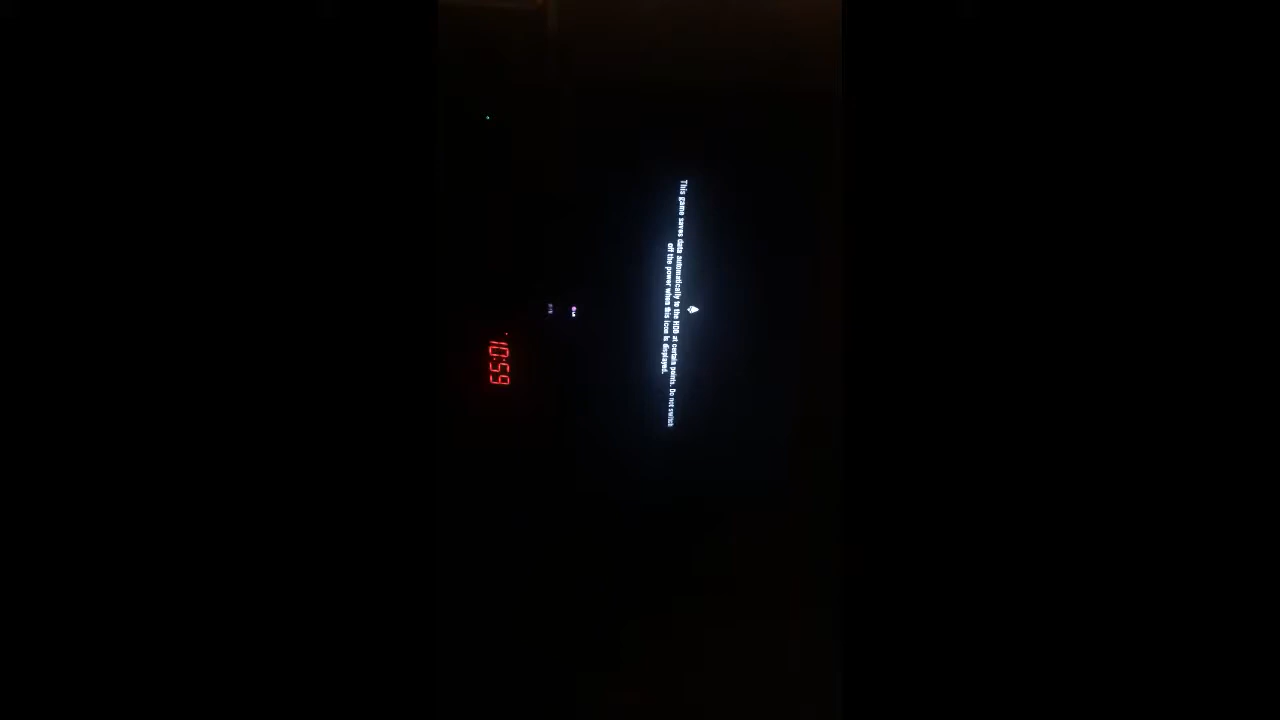 This game saves data automatically to the HDD at certain points. Do not switch
off the power when this icon is displayed.
10:59